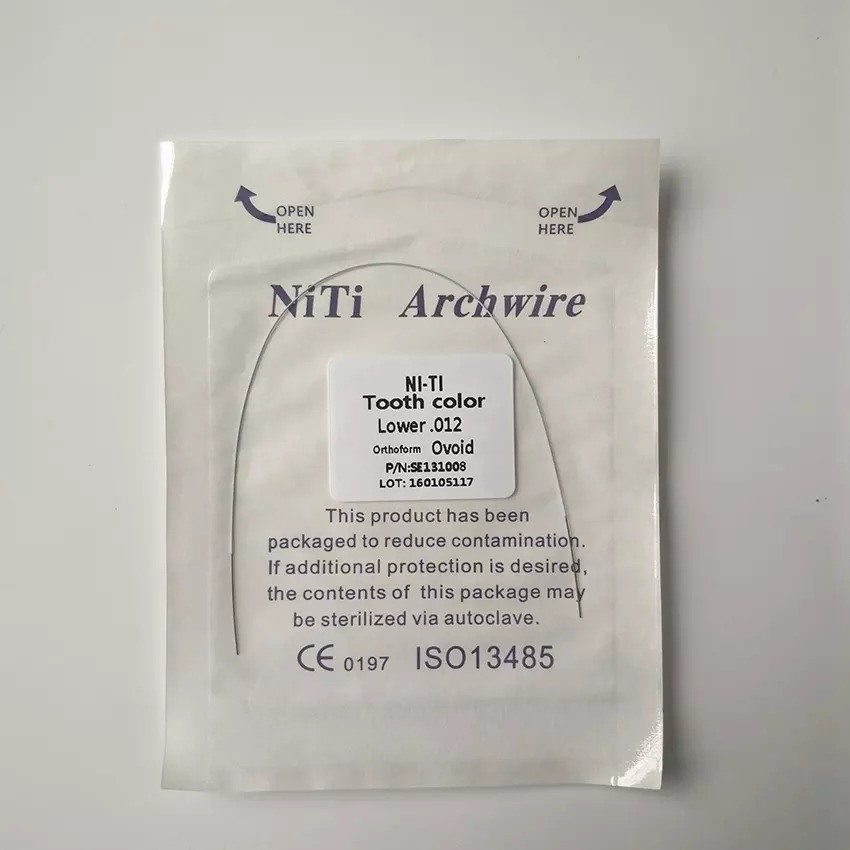 OPEN HERE
OPEN HERE
NiTi Archwire
NI-TI
Tooth color
Lower .012
Orthoform Ovoid
P/N:SE131008
LOT: 160105117
This product has been
packaged to reduce contamination.
If additional protection is desired,
the contents of this package may
be sterilized via autoclave.
CE 0197 ISO13485